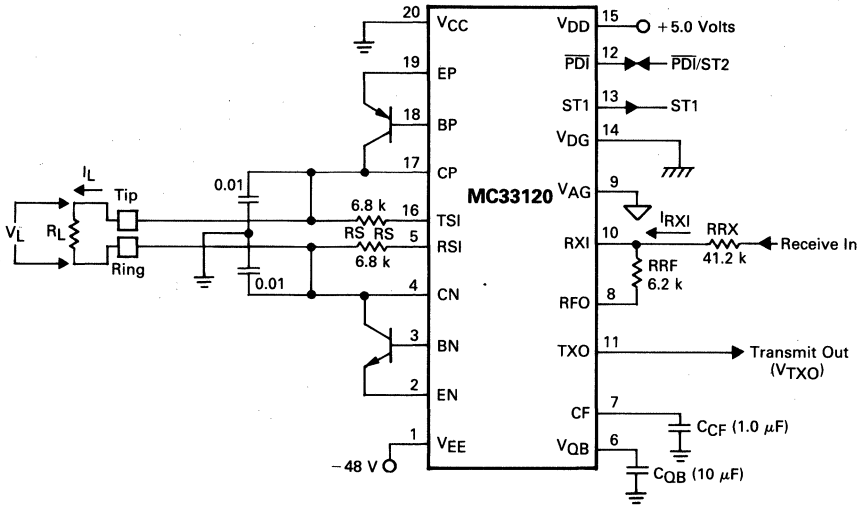 20
VCC
15
VDD
+5.0 Volts
19
EP
12
PDI
PDI/ST2
18
BP
13
ST1
ST1
17
CP
14
VDG
IL
Tip
0.01
MC33120
9
VAG
6.8 k
16
TSI
IRXI
RRX
VL
RL
RS RS
5
RSI
10
RXI
41.2 k
Receive In
Ring
6.8 k
0.01
4
CN
RRF
6.2 k
8
RFO
3
BN
11
TXO
Transmit Out
(VTXO)
2
EN
7
CF
CCF (1.0 μF)
1
VEE
−48 V
6
VQB
CQB (10 μF)